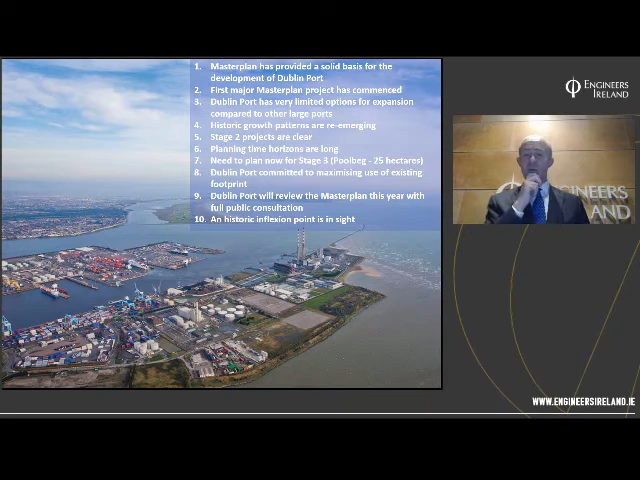 1. Masterplan has provided a solid basis for the
development of Dublin Port
2. First major Masterplan project has commenced
3. Dublin Port has very limited options for expansion
compared to other large ports
4. Historic growth patterns are re-emerging
5. Stage 2 projects are clear
6. Planning time horizons are long
7. Need to plan now for Stage 3 (Poolbeg - 25 hectares)
8. Dublin Port committed to maximising use of existing
footprint
9. Dublin Port will review the Masterplan this year with
full public consultation
10. An historic inflexion point is in sight
ENGINEERS
IRELAND
ENGINEERS
LAND
WWW.ENGINEERSIRELAND.IE